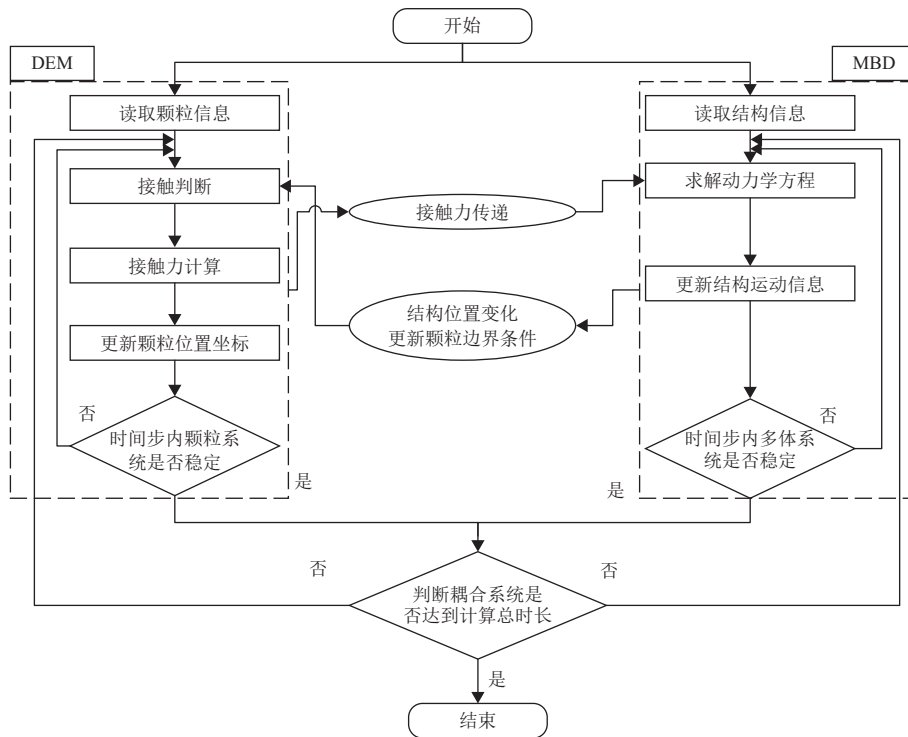 开始
DEM
MBD
读取颗粒信息
读取结构信息
接触判断
求解动力学方程
接触力传递
接触力计算
更新结构运动信息
结构位置变化
更新颗粒边界条件
更新颗粒位置坐标
否
时间步内颗粒系
统是否稳定
是
否
时间步内多体系
统是否稳定
是
否
否
判断耦合系统是
否达到计算总时长
是
结束